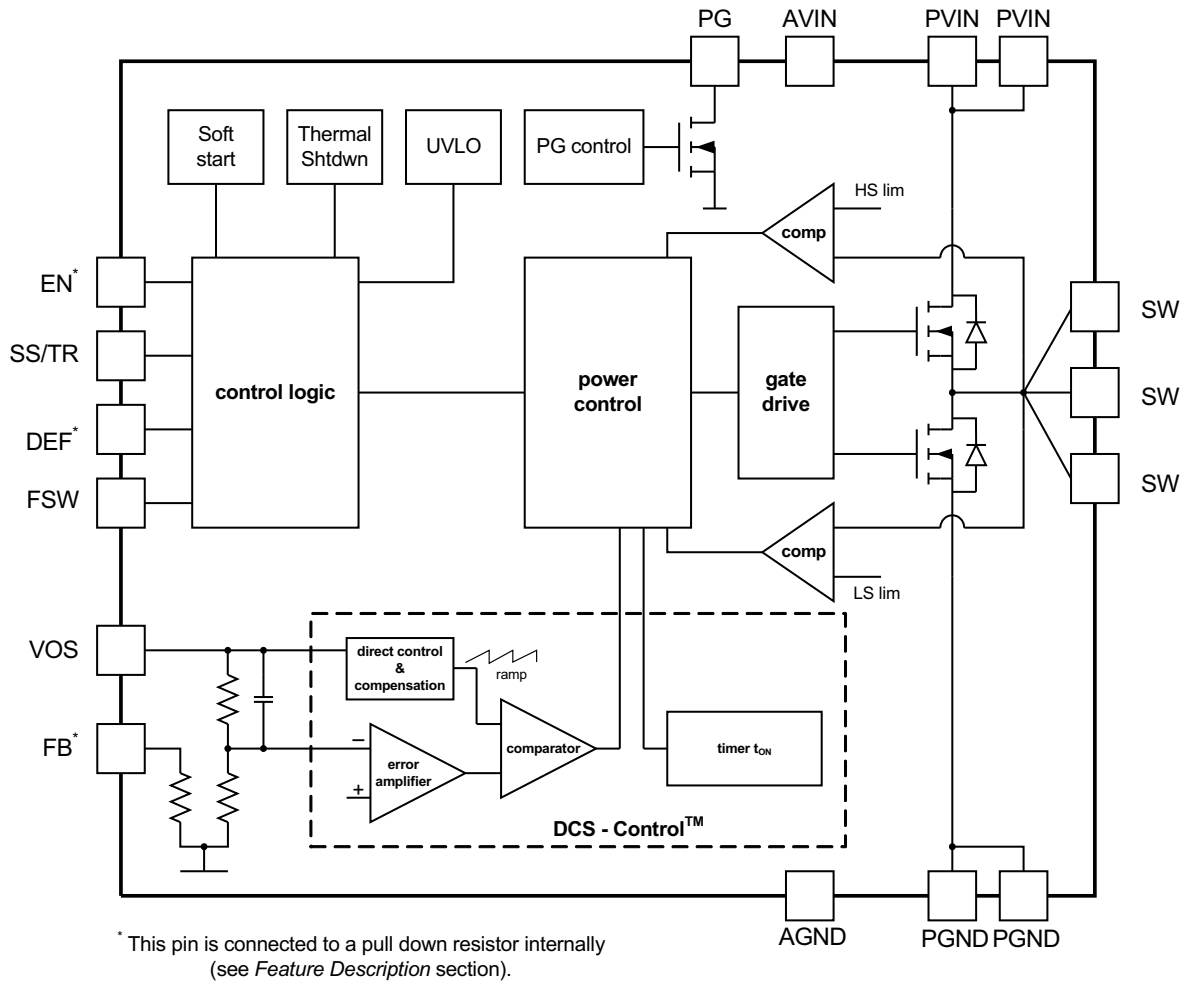 PG
AVIN
PVIN
PVIN
Soft
start
Thermal
Shtdwn
UVLO
PG control
HS lim
comp
EN*
SS/TR
DEF*
FSW
control logic
power
control
gate
drive
SW
SW
SW
comp
LS lim
VOS
FB*
direct control
&
compensation
ramp
error
amplifier
−
+
comparator
timer tON
DCS - Control™
AGND
PGND
PGND
* This pin is connected to a pull down resistor internally
(see Feature Description section).